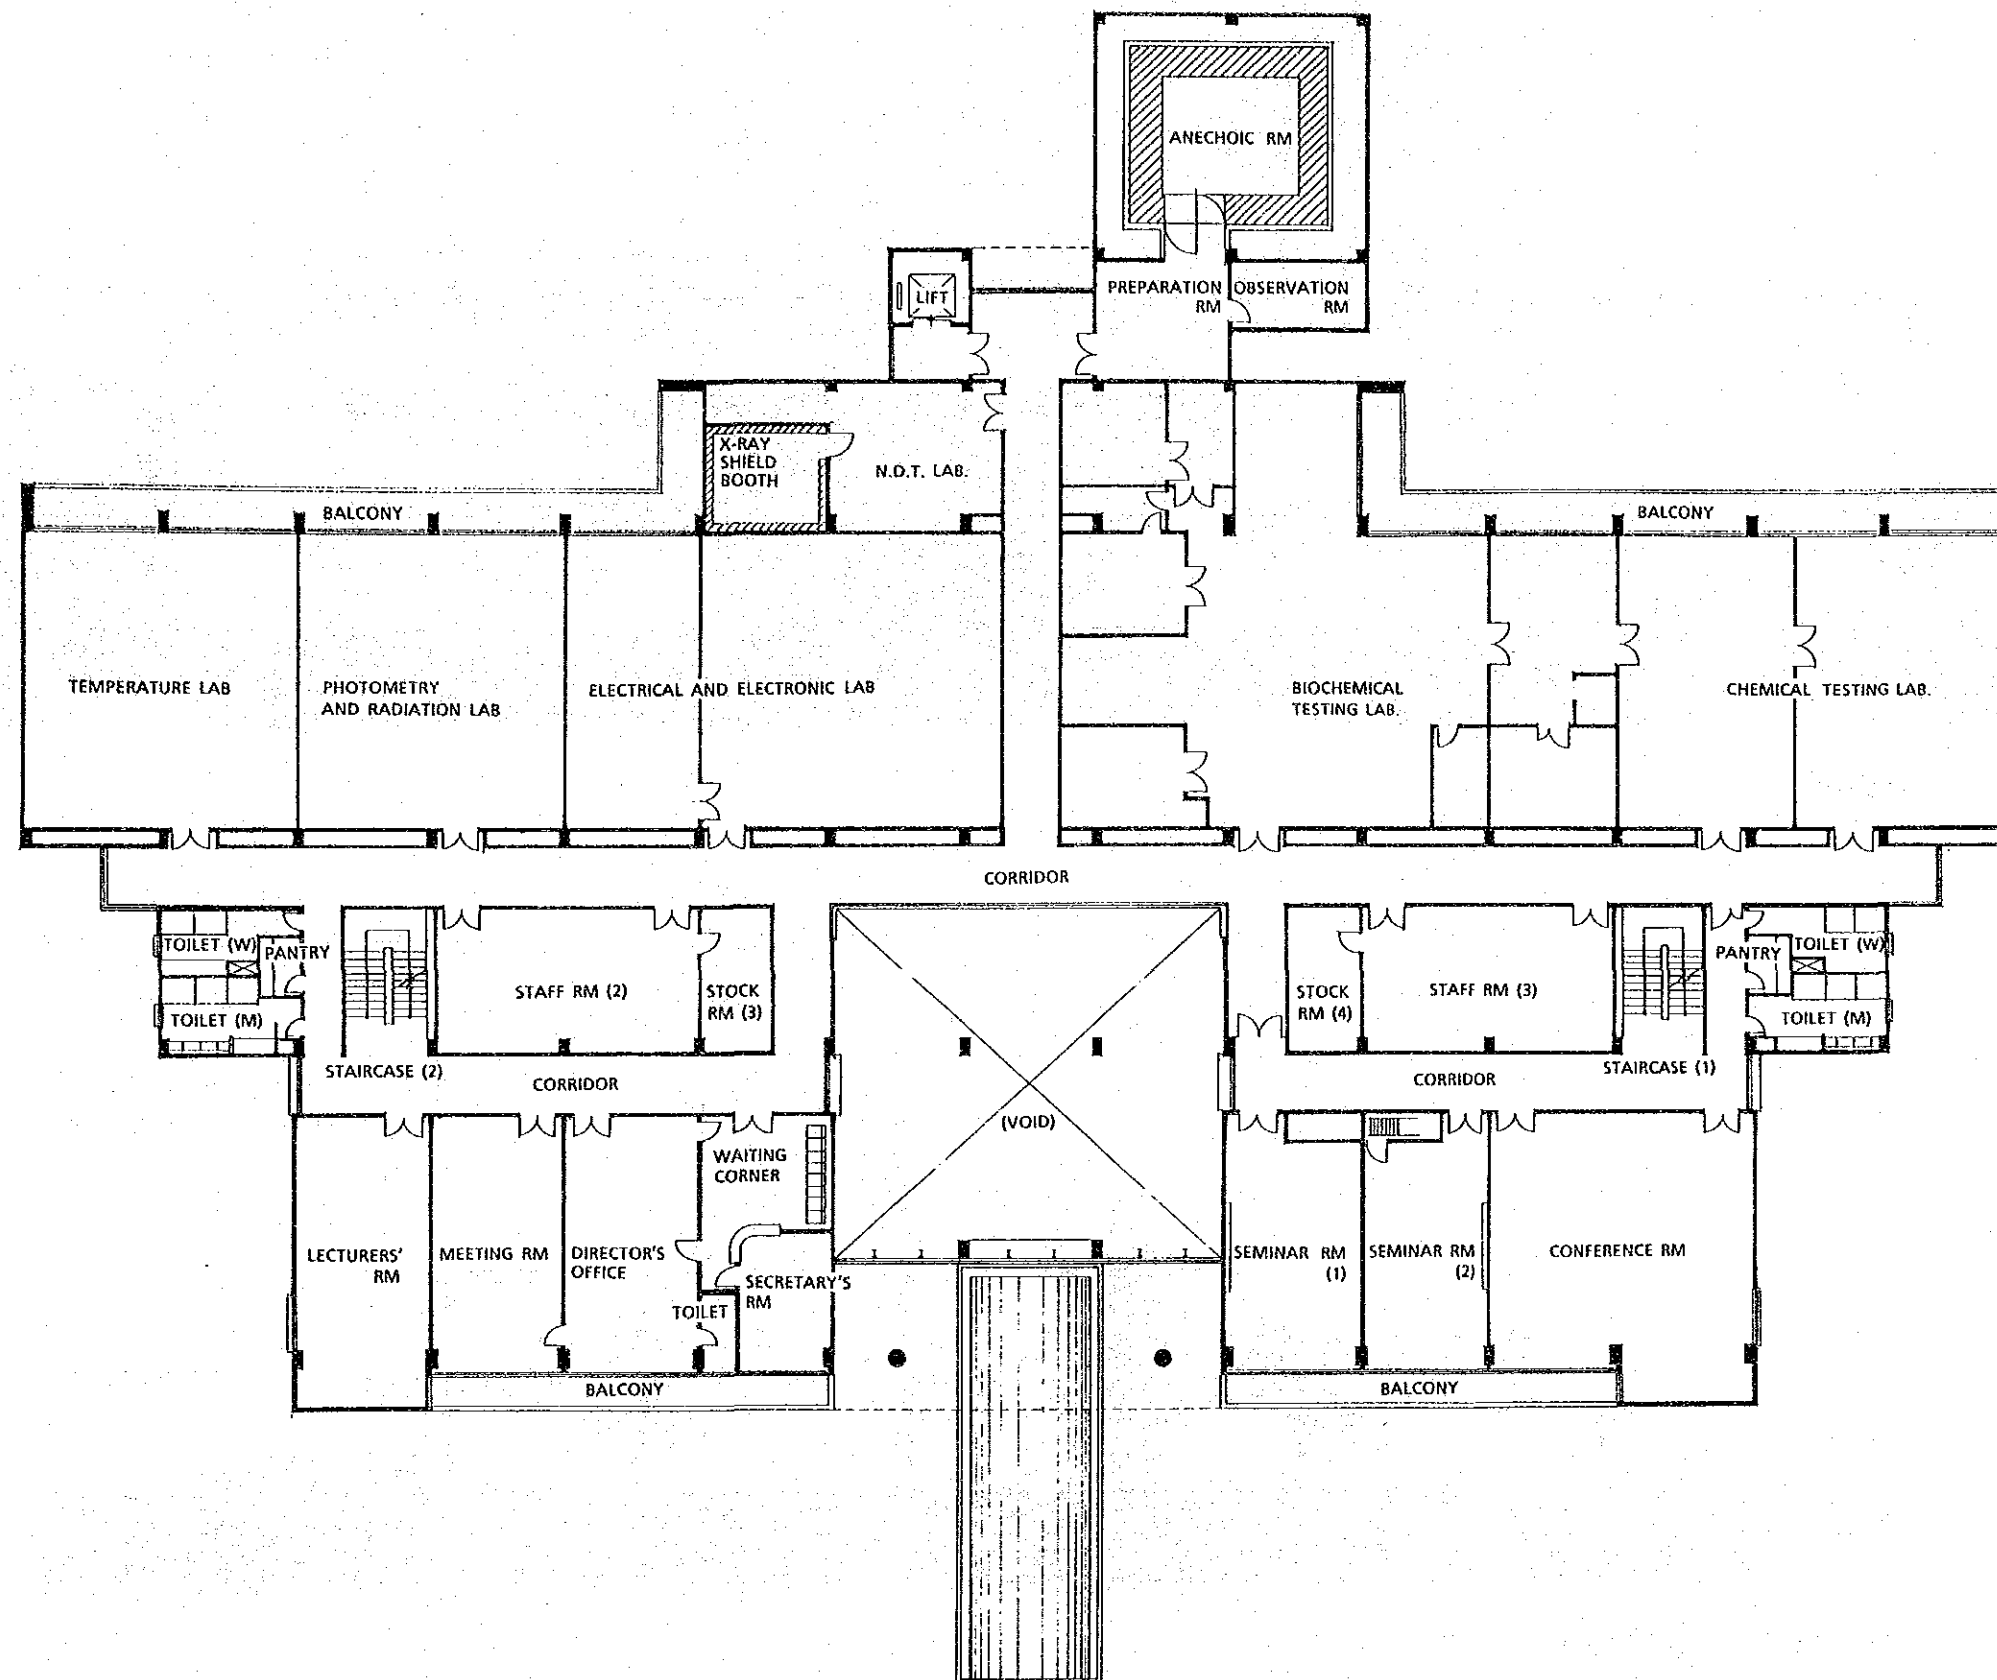 ANECHOIC RM
PREPARATION
RM
OBSERVATION
RM
LIFT
X-RAY
SHIELD
BOOTH
N.D.T. LAB.
BALCONY
BALCONY
TEMPERATURE LAB
PHOTOMETRY
AND RADIATION LAB
ELECTRICAL AND ELECTRONIC LAB
BIOCHEMICAL
TESTING LAB.
CHEMICAL TESTING LAB.
CORRIDOR
TOILET (W)
PANTRY
TOILET (M)
STAFF RM (2)
STOCK
RM (3)
STOCK
RM (4)
STAFF RM (3)
PANTRY
TOILET (W)
TOILET (M)
STAIRCASE (2)
CORRIDOR
CORRIDOR
STAIRCASE (1)
(VOID)
WAITING
CORNER
LECTURERS'
RM
MEETING RM
DIRECTOR'S
OFFICE
SECRETARY'S
RM
TOILET
SEMINAR RM
(1)
SEMINAR RM
(2)
CONFERENCE RM
BALCONY
BALCONY